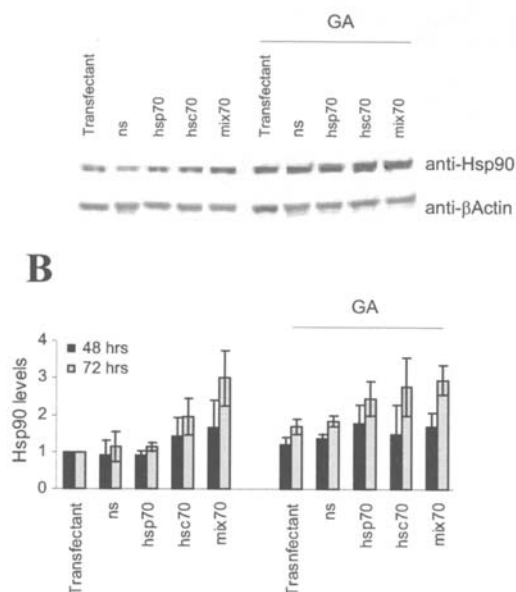 GA
Transfectant ns hsp70 hsc70 mix70 Transfectant ns hsp70 hsc70 mix70
anti-Hsp90
anti-βActin
B
GA
4
3
2
1
0
Hsp90 levels
48 hrs
72 hrs
Transfectant ns hsp70 hsc70 mix70 Trasnfectant ns hsp70 hsc70 mix70